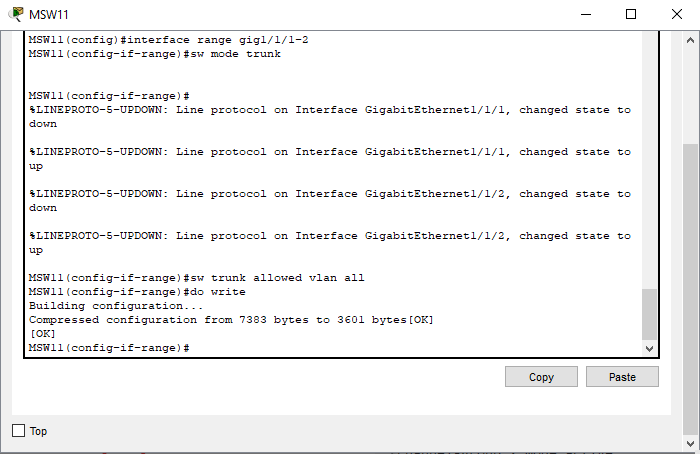 MSW11
MSW11(config)#interface range gig1/1/1-2
MSW11(config-if-range)#sw mode trunk
MSW11(config-if-range)#
%LINEPROTO-5-UPDOWN: Line protocol on Interface GigabitEthernet1/1/1, changed state to
down
%LINEPROTO-5-UPDOWN: Line protocol on Interface GigabitEthernet1/1/1, changed state to
up
%LINEPROTO-5-UPDOWN: Line protocol on Interface GigabitEthernet1/1/2, changed state to
down
%LINEPROTO-5-UPDOWN: Line protocol on Interface GigabitEthernet1/1/2, changed state to
up
MSW11(config-if-range)#sw trunk allowed vlan all
MSW11(config-if-range)#do write
Building configuration...
Compressed configuration from 7383 bytes to 3601 bytes[OK]
[OK]
MSW11(config-if-range)#
Copy
Paste
Top